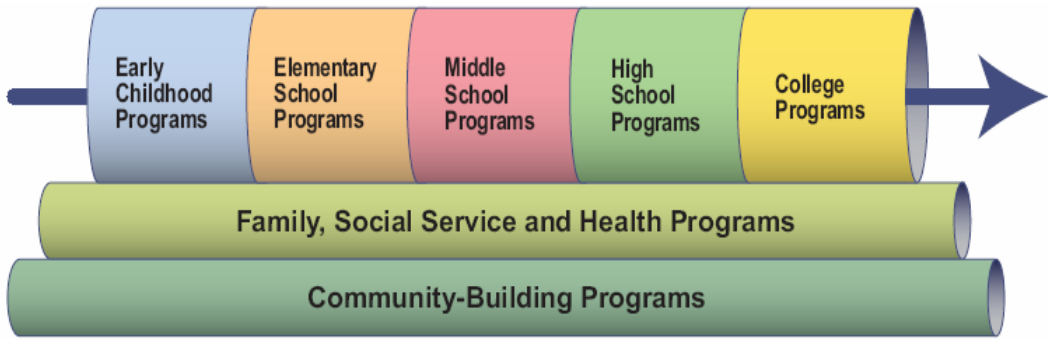 Early
Childhood
Programs
Elementary
School
Programs
Middle
School
Programs
High
School
Programs
College
Programs
Family, Social Service and Health Programs
Community-Building Programs